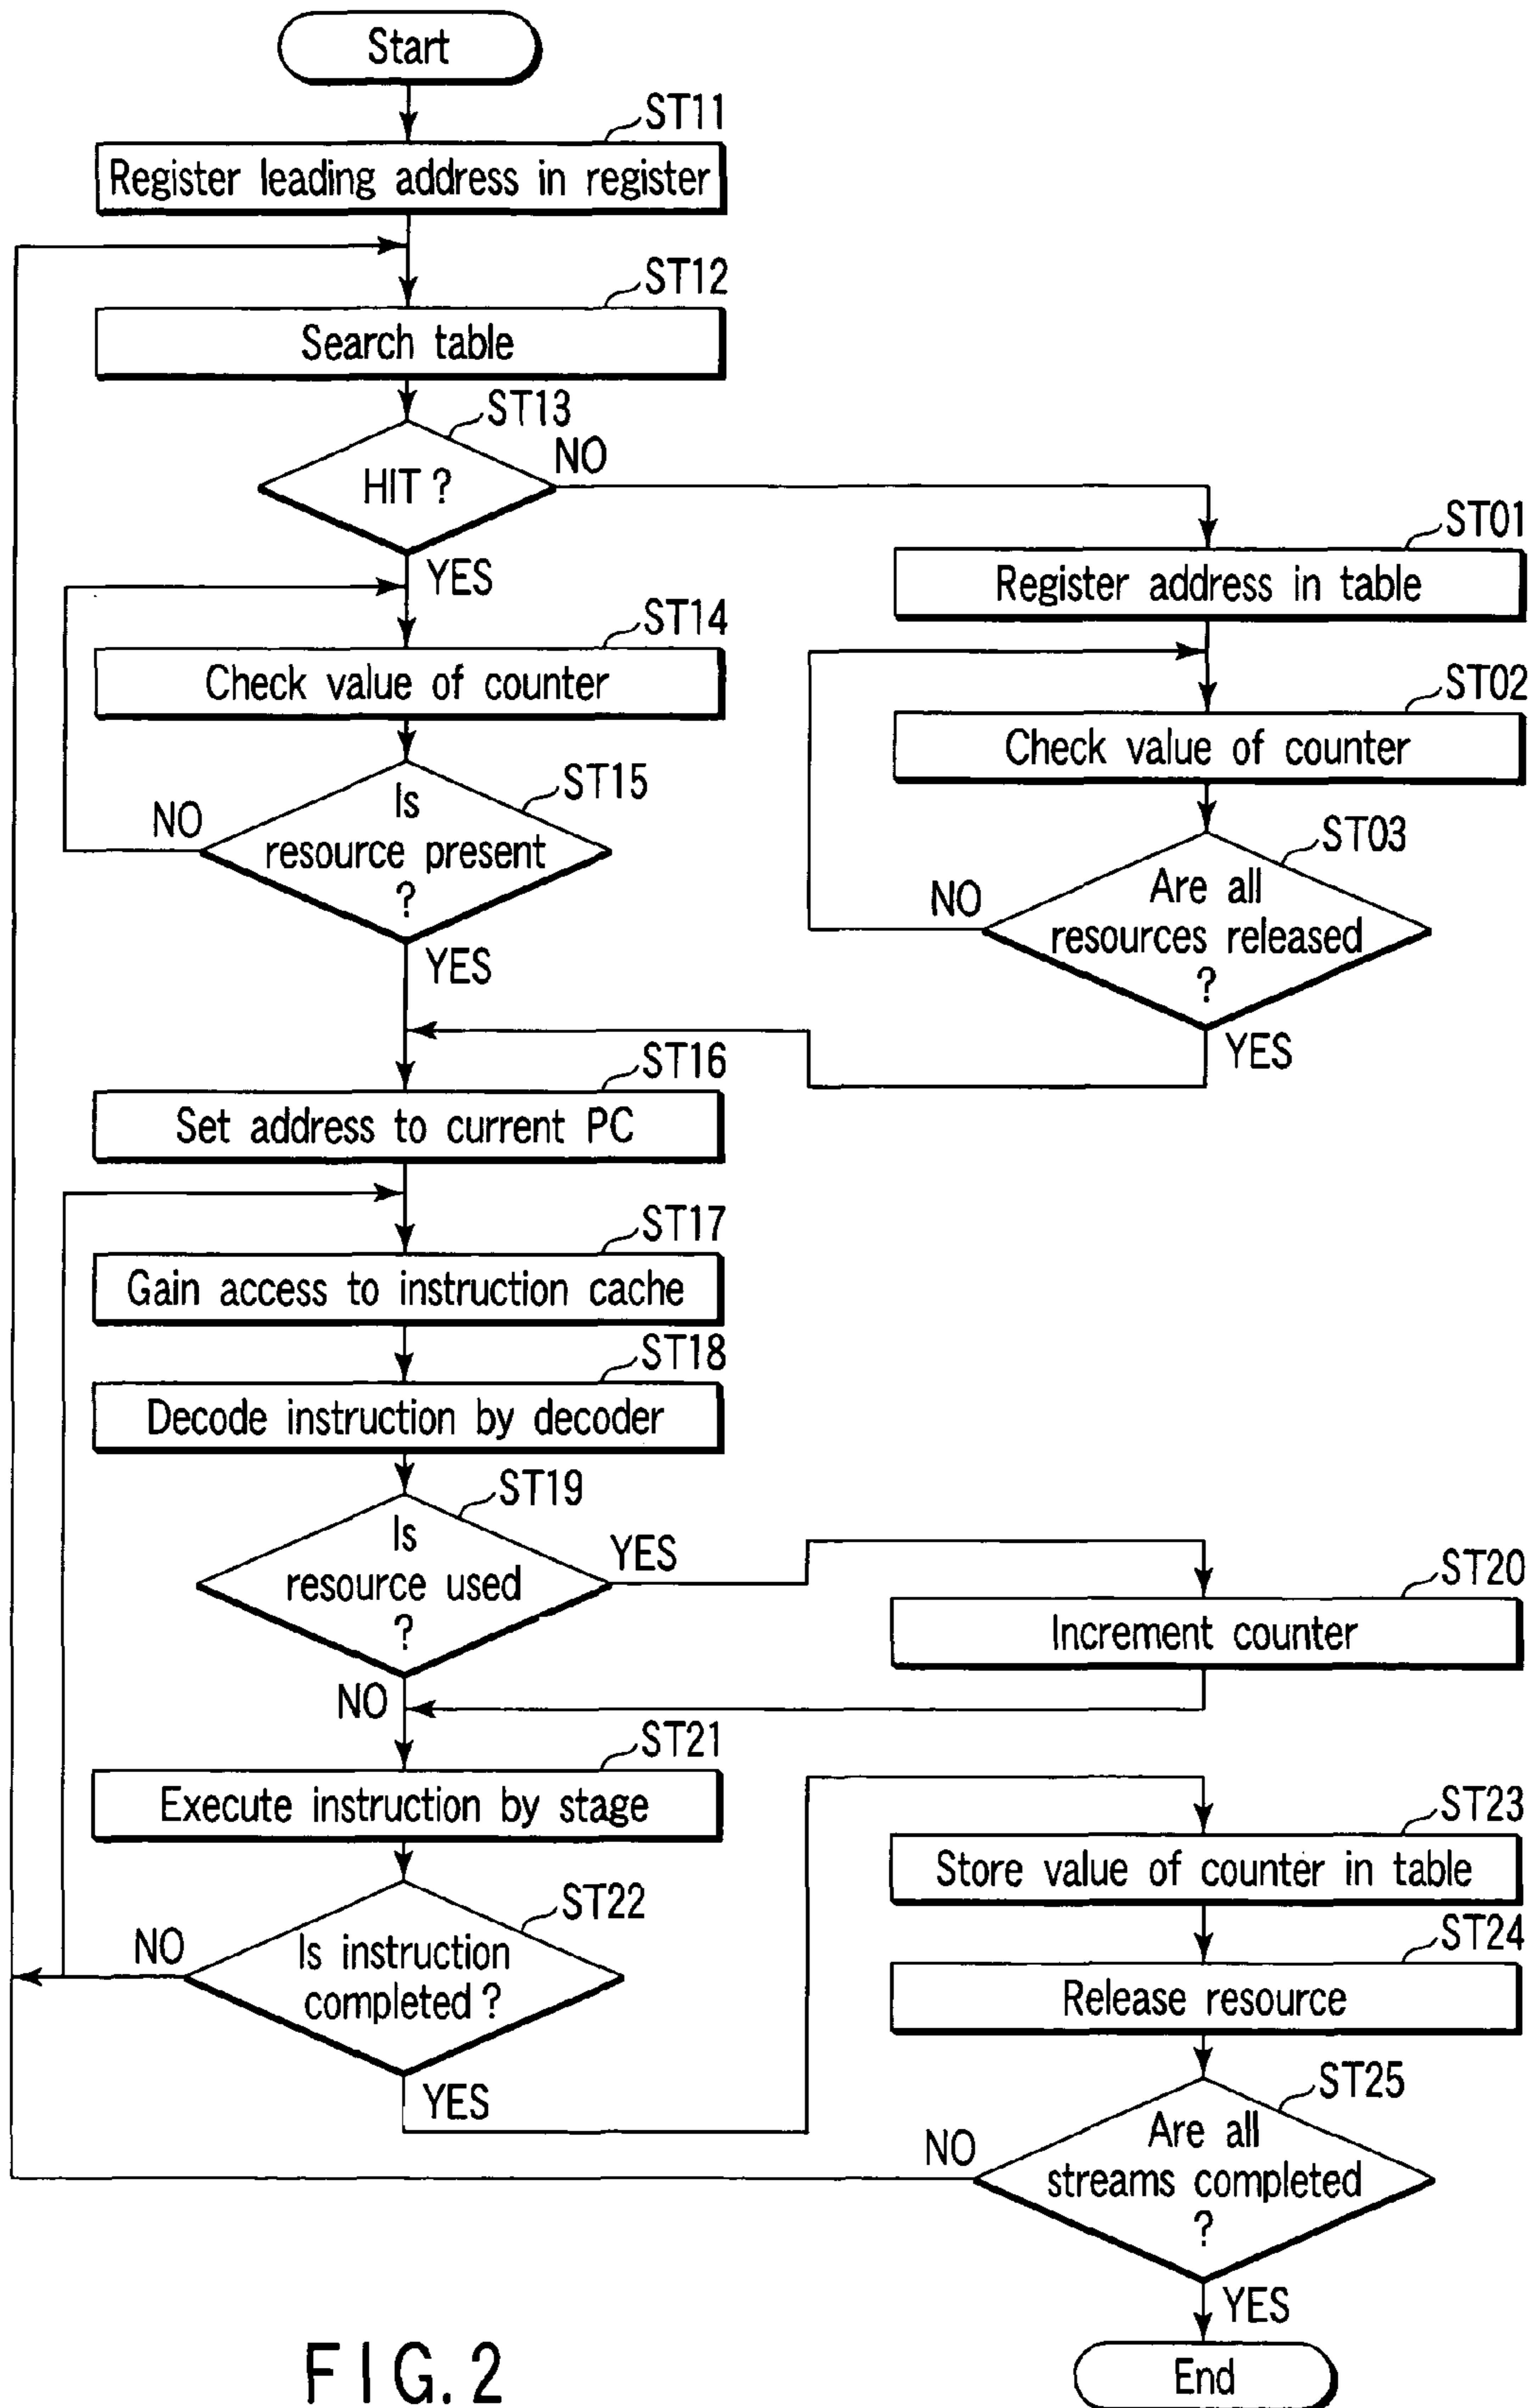 Start
ST11
Register leading address in register
ST12
Search table
ST13
HIT ?
NO
YES
ST01
Register address in table
ST14
Check value of counter
ST02
Check value of counter
ST15
Is
resource present
?
NO
YES
ST03
Are all
resources released
?
NO
YES
ST16
Set address to current PC
ST17
Gain access to instruction cache
ST18
Decode instruction by decoder
ST19
Is
resource used
?
YES
NO
ST20
Increment counter
ST21
Execute instruction by stage
ST22
Is instruction
completed ?
NO
YES
ST23
Store value of counter in table
ST24
Release resource
ST25
Are all
streams completed
?
NO
YES
End
FIG. 2